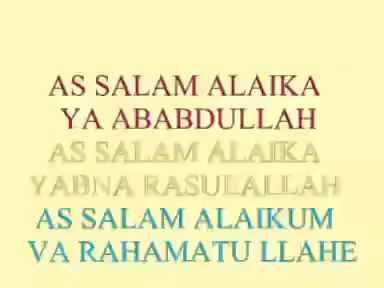 AS SALAM ALAIKA
YA ABABDULLAH
AS SALAM ALAIKA
YABNA RASULALLAH
AS SALAM ALAIKUM
VA RAHAMATU LLAHE